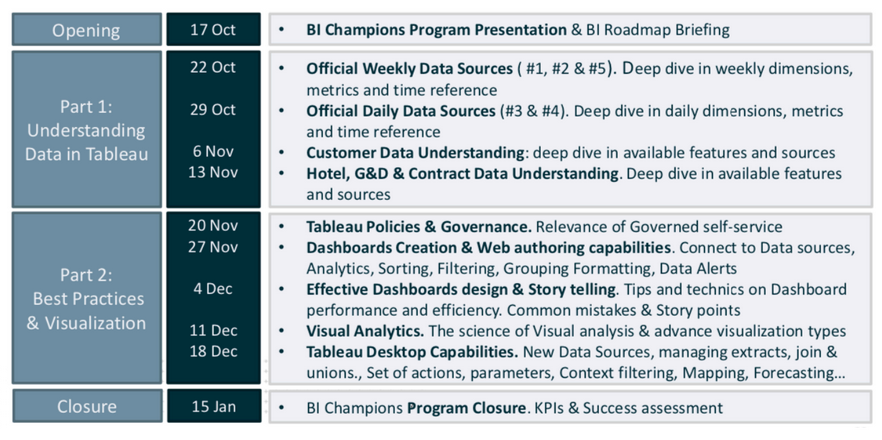 Opening
17 Oct
• BI Champions Program Presentation & BI Roadmap Briefing
Part 1:
Understanding
Data in Tableau
22 Oct
• Official Weekly Data Sources ( #1, #2 & #5). Deep dive in weekly dimensions,
metrics and time reference
29 Oct
• Official Daily Data Sources (#3 & #4). Deep dive in daily dimensions, metrics
and time reference
6 Nov
• Customer Data Understanding: deep dive in available features and sources
13 Nov
• Hotel, G&D & Contract Data Understanding. Deep dive in available features
and sources
Part 2:
Best Practices
& Visualization
20 Nov
• Tableau Policies & Governance. Relevance of Governed self-service
27 Nov
• Dashboards Creation & Web authoring capabilities. Connect to Data sources,
Analytics, Sorting, Filtering, Grouping Formatting, Data Alerts
4 Dec
• Effective Dashboards design & Story telling. Tips and technics on Dashboard
performance and efficiency. Common mistakes & Story points
11 Dec
• Visual Analytics. The science of Visual analysis & advance visualization types
18 Dec
• Tableau Desktop Capabilities. New Data Sources, managing extracts, join &
unions., Set of actions, parameters, Context filtering, Mapping, Forecasting...
Closure
15 Jan
• BI Champions Program Closure. KPIs & Success assessment